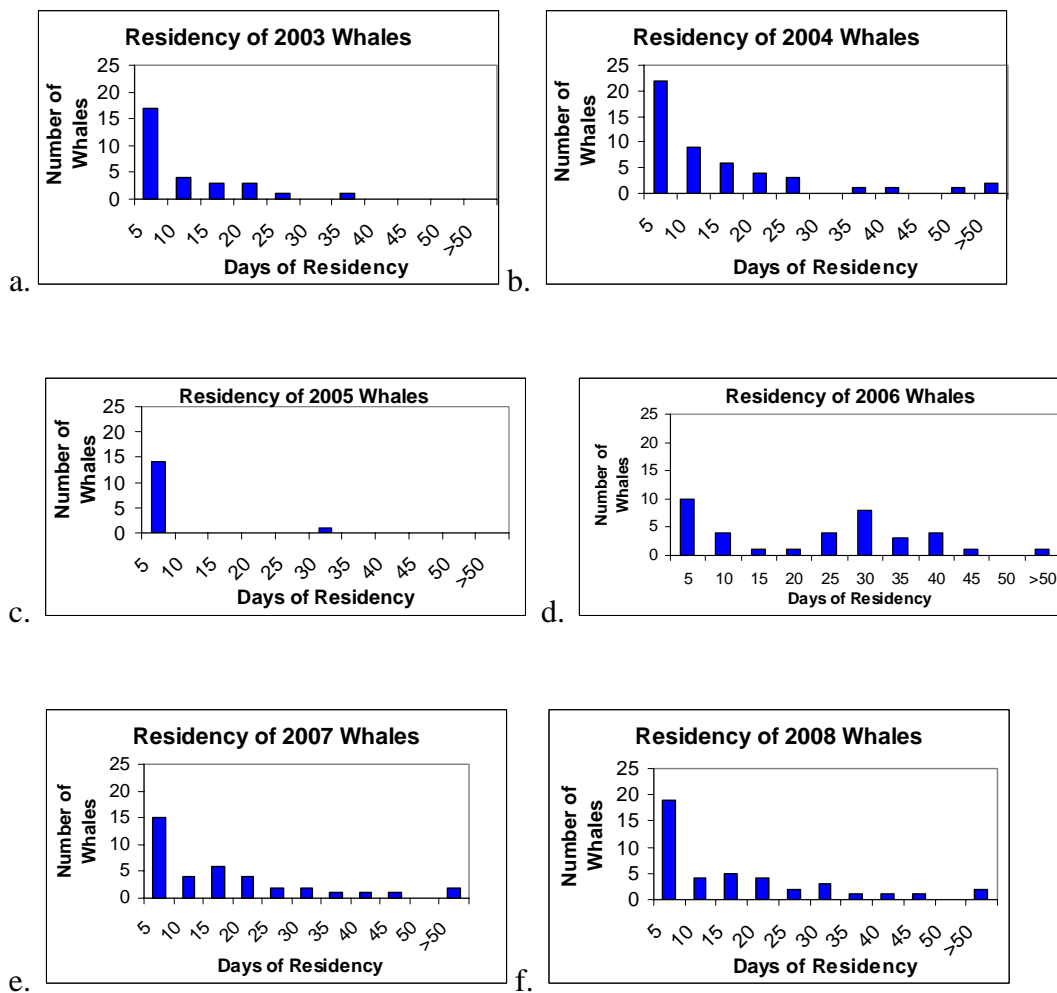 Residency of 2003 Whales
25
20
15
10
5
0
Number of
Whales
5 10 15 20 25 30 35 40 45 50 >50
Days of Residency
a.
Residency of 2004 Whales
25
20
15
10
5
0
Number of
Whales
5 10 15 20 25 30 35 40 45 50 >50
Days of Residency
b.
Residency of 2005 Whales
25
20
15
10
5
0
Number of
Whales
5 10 15 20 25 30 35 40 45 50 >50
Days of Residency
c.
Residency of 2006 Whales
25
20
15
10
5
0
Number of
Whales
5 10 15 20 25 30 35 40 45 50 >50
Days of Residency
d.
Residency of 2007 Whales
25
20
15
10
5
0
Number of
Whales
5 10 15 20 25 30 35 40 45 50 >50
Days of Residency
e.
Residency of 2008 Whales
25
20
15
10
5
0
Number of
Whales
5 10 15 20 25 30 35 40 45 50 >50
Days of Residency
f.